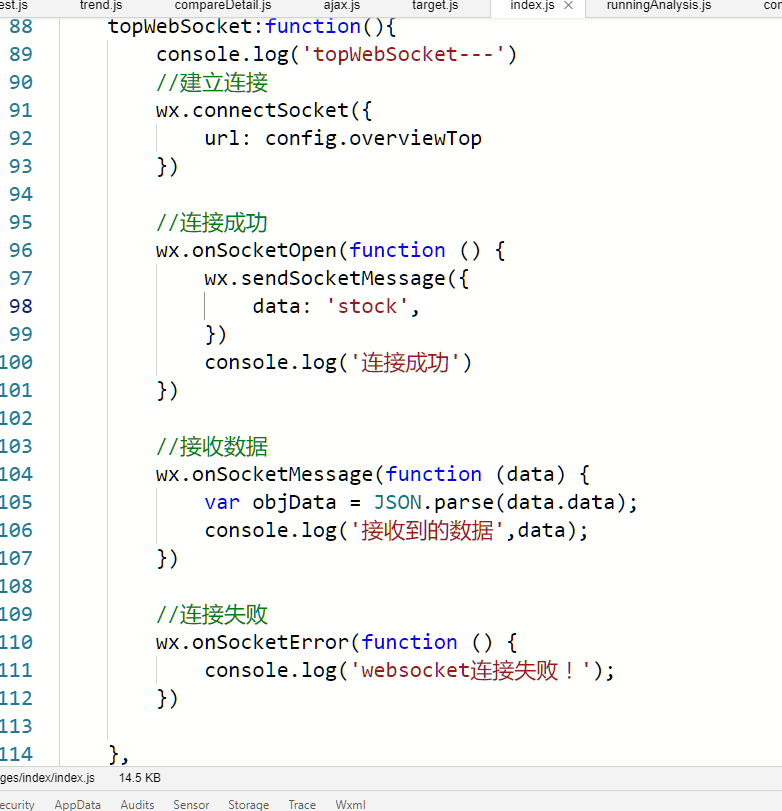 est.js trend.js compareDetail.js ajax.js target.js index.js × runningAnalysis.js con
88 topWebSocket:function(){
89 console.log('topWebSocket---')
90 //建立连接
91 wx.connectSocket({
92 url: config.overviewTop
93 })
94
95 //连接成功
96 wx.onSocketOpen(function () {
97 wx.sendSocketMessage({
98 data: 'stock',
99 })
100 console.log('连接成功')
101 })
102
103 //接收数据
104 wx.onSocketMessage(function (data) {
105 var objData = JSON.parse(data.data);
106 console.log('接收到的数据',data);
107 })
108
109 //连接失败
110 wx.onSocketError(function () {
111 console.log('websocket连接失败！');
112 })
113
114 },
ges/index/index.js 14.5 KB
ecurity AppData Audits Sensor Storage Trace Wxml